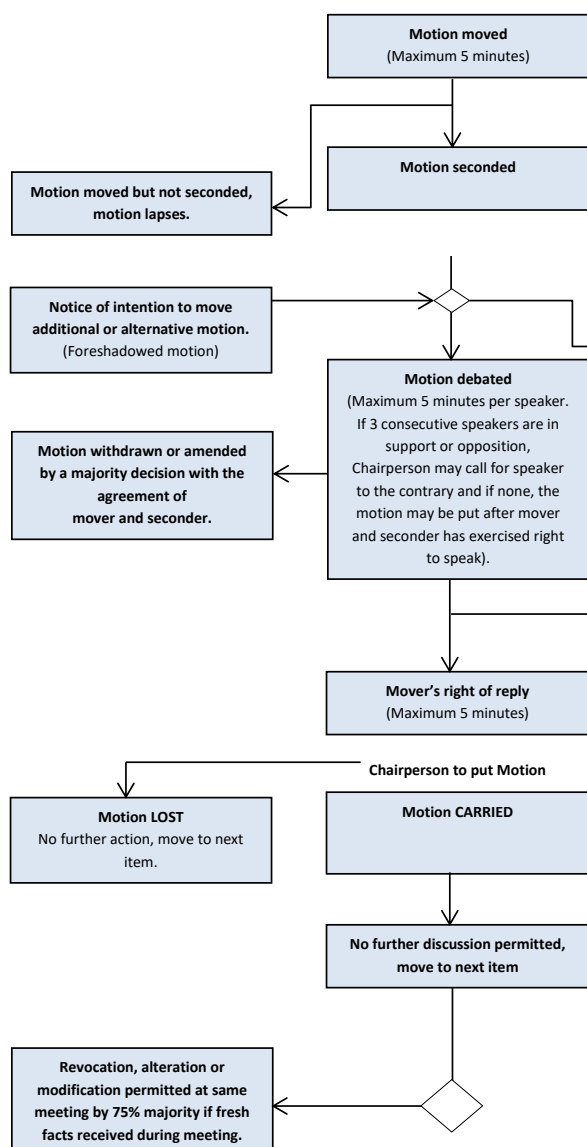 Motion moved
(Maximum 5 minutes)
Motion seconded
Motion moved but not seconded,
motion lapses.
Notice of intention to move
additional or alternative motion.
(Foreshadowed motion)
Motion debated
(Maximum 5 minutes per speaker.
If 3 consecutive speakers are in
support or opposition,
Chairperson may call for speaker
to the contrary and if none, the
motion may be put after mover
and seconder has exercised right
to speak).
Motion withdrawn or amended
by a majority decision with the
agreement of
mover and seconder.
Mover’s right of reply
(Maximum 5 minutes)
Chairperson to put Motion
Motion LOST
No further action, move to next
item.
Motion CARRIED
No further discussion permitted,
move to next item
Revocation, alteration or
modification permitted at same
meeting by 75% majority if fresh
facts received during meeting.